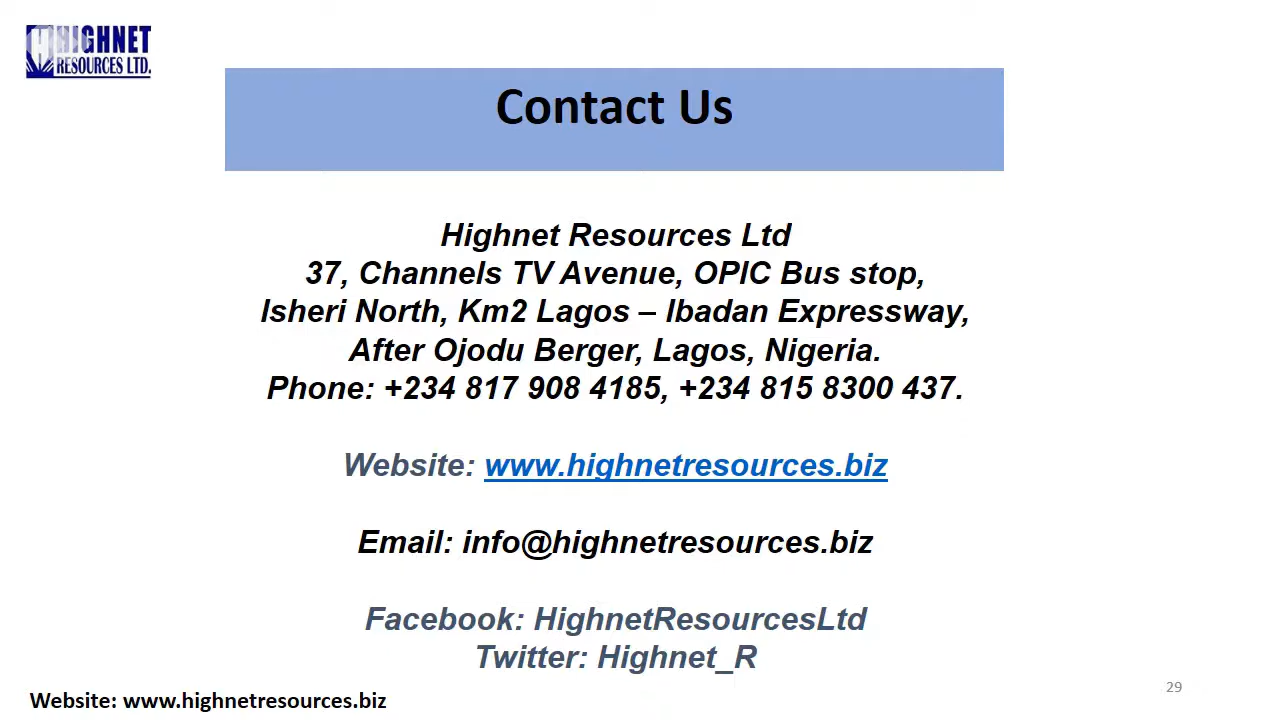 HIGHNET
RESOURCES LTD.
Contact Us
Highnet Resources Ltd
37, Channels TV Avenue, OPIC Bus stop,
Isheri North, Km2 Lagos – Ibadan Expressway,
After Ojodu Berger, Lagos, Nigeria.
Phone: +234 817 908 4185, +234 815 8300 437.
Website: www.highnetresources.biz
Email: info@highnetresources.biz
Facebook: HighnetResourcesLtd
Twitter: Highnet_R
Website: www.highnetresources.biz
29